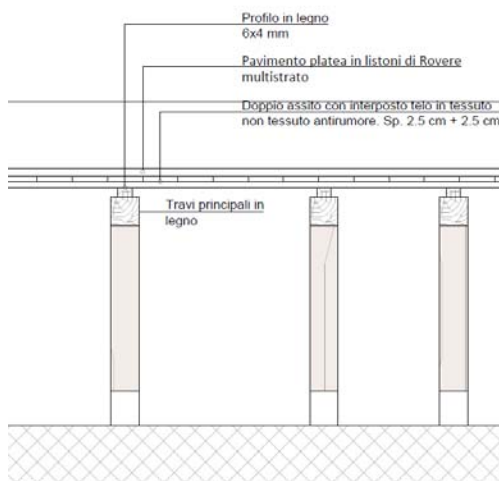 Profilo in legno
6x4 mm
Pavimento platea in listoni di Rovere
multistrato
Doppio assito con interposto telo in tessuto
non tessuto antirumore. Sp. 2.5 cm + 2.5 cm
Travi principali in
legno